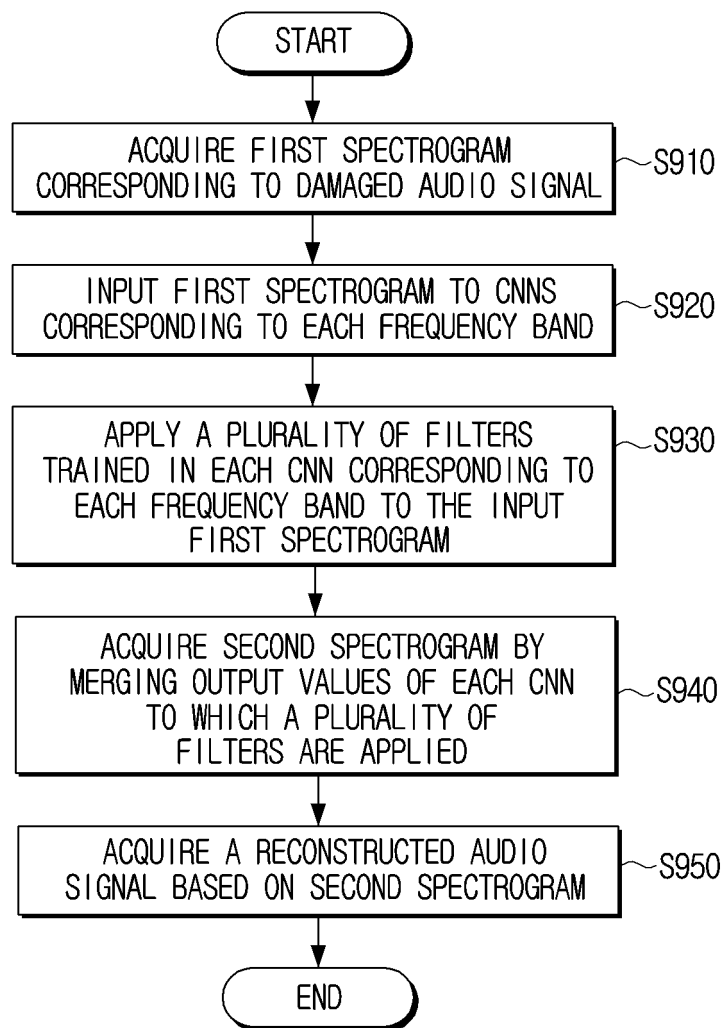 START
ACQUIRE FIRST SPECTROGRAM
CORRESPONDING TO DAMAGED AUDIO SIGNAL
S910
INPUT FIRST SPECTROGRAM TO CNNS
CORRESPONDING TO EACH FREQUENCY BAND
S920
APPLY A PLURALITY OF FILTERS
TRAINED IN EACH CNN CORRESPONDING TO
EACH FREQUENCY BAND TO THE INPUT
FIRST SPECTROGRAM
S930
ACQUIRE SECOND SPECTROGRAM BY
MERGING OUTPUT VALUES OF EACH CNN
TO WHICH A PLURALITY OF
FILTERS ARE APPLIED
S940
ACQUIRE A RECONSTRUCTED AUDIO
SIGNAL BASED ON SECOND SPECTROGRAM
S950
END